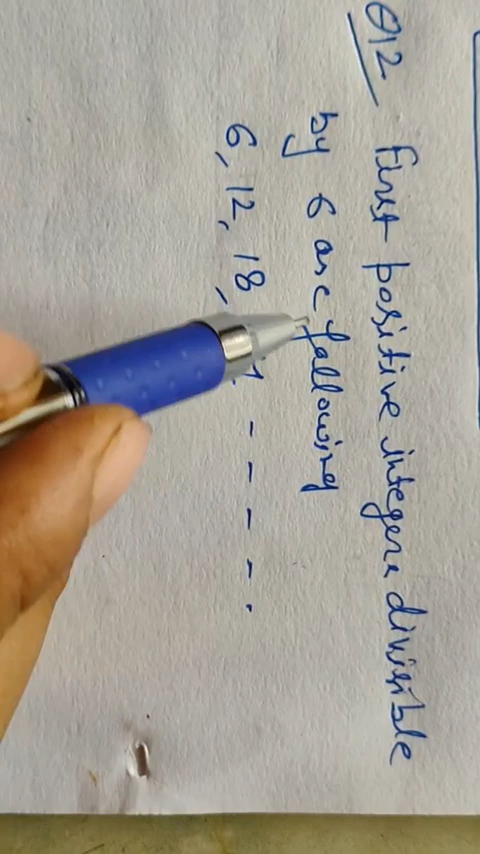 Q12 First positive integers divisible
by 6 are following
6, 12, 18, - - - - .